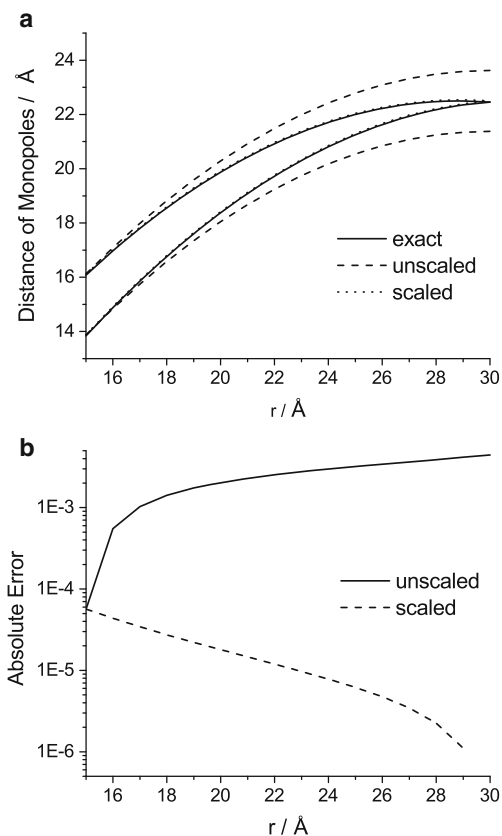 a
Distance of Monopoles / Å
24
22
20
18
16
14
exact
unscaled
scaled
16 18 20 22 24 26 28 30
r / Å
b
Absolute Error
1E-3
1E-4
1E-5
1E-6
unscaled
scaled
16 18 20 22 24 26 28 30
r / Å